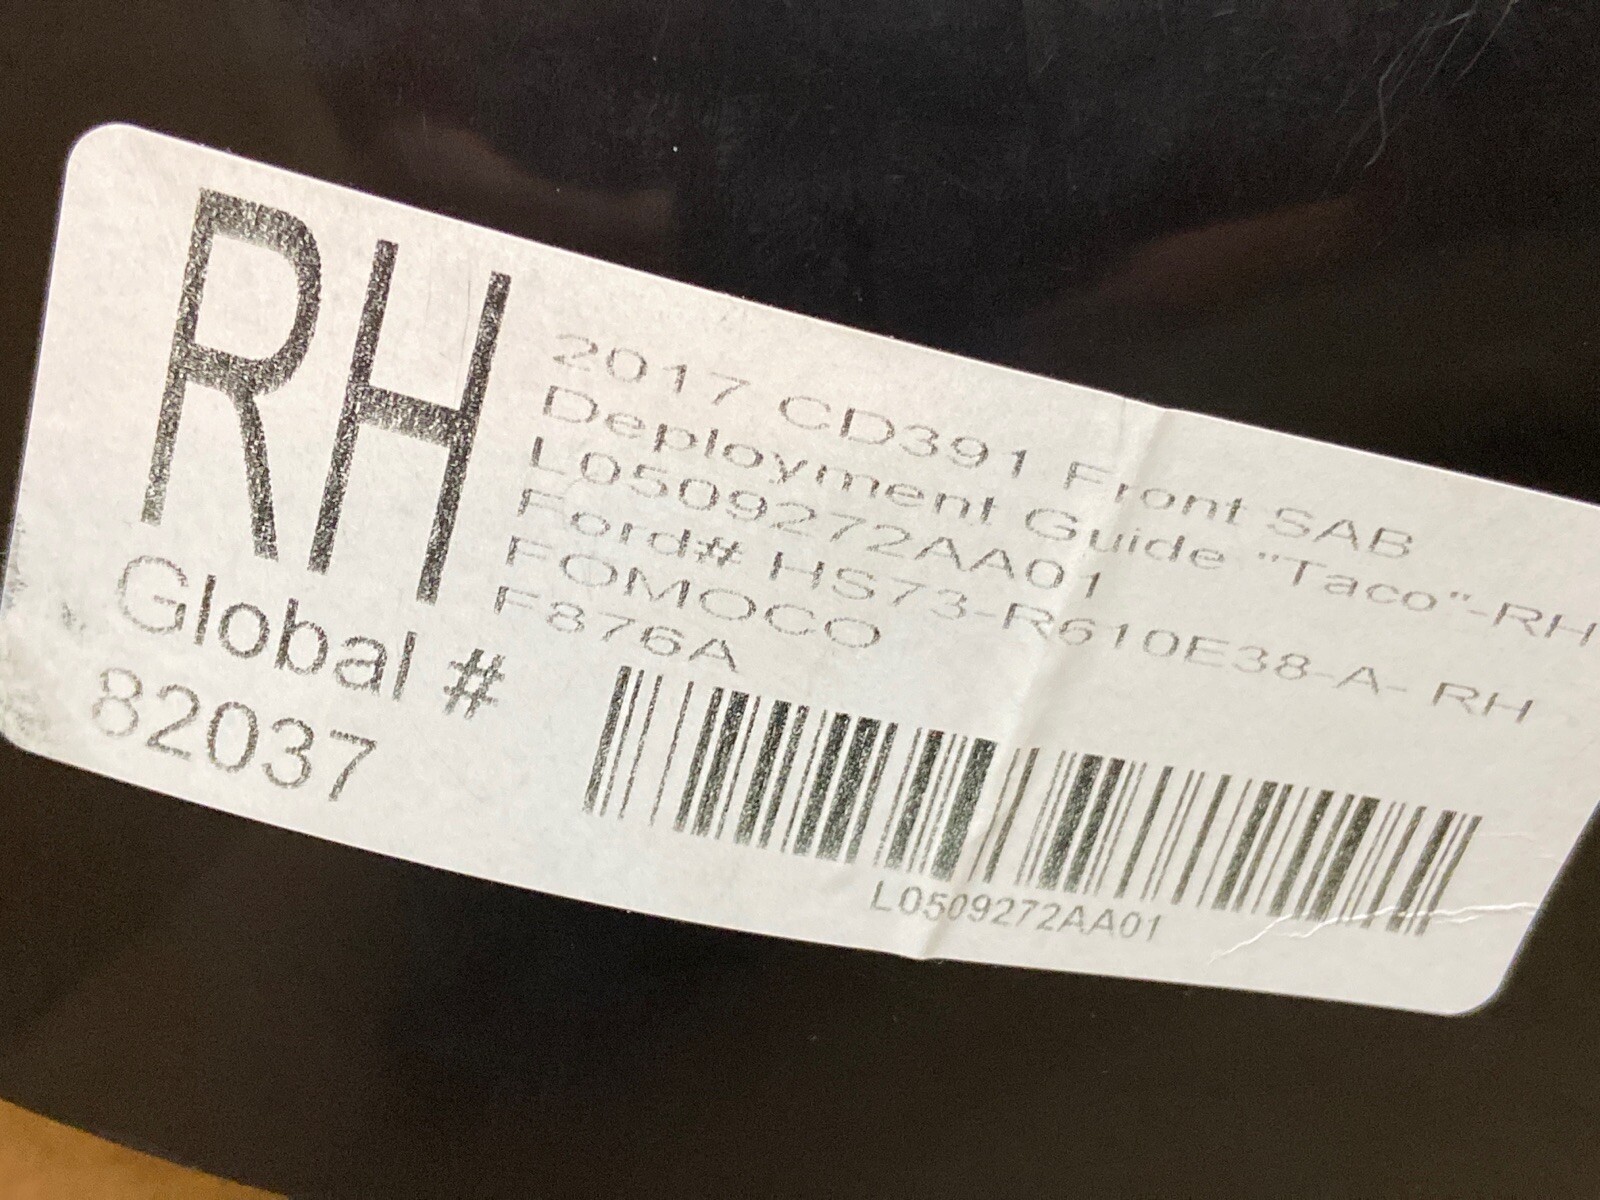 RH
Global #
82037
2017 CD391 Front SAB
Deployment Guide "Taco"-RH
L0509272AA01
Ford# HS73-R610E38-A- RH
FOMOCO
F876A
L0509272AA01